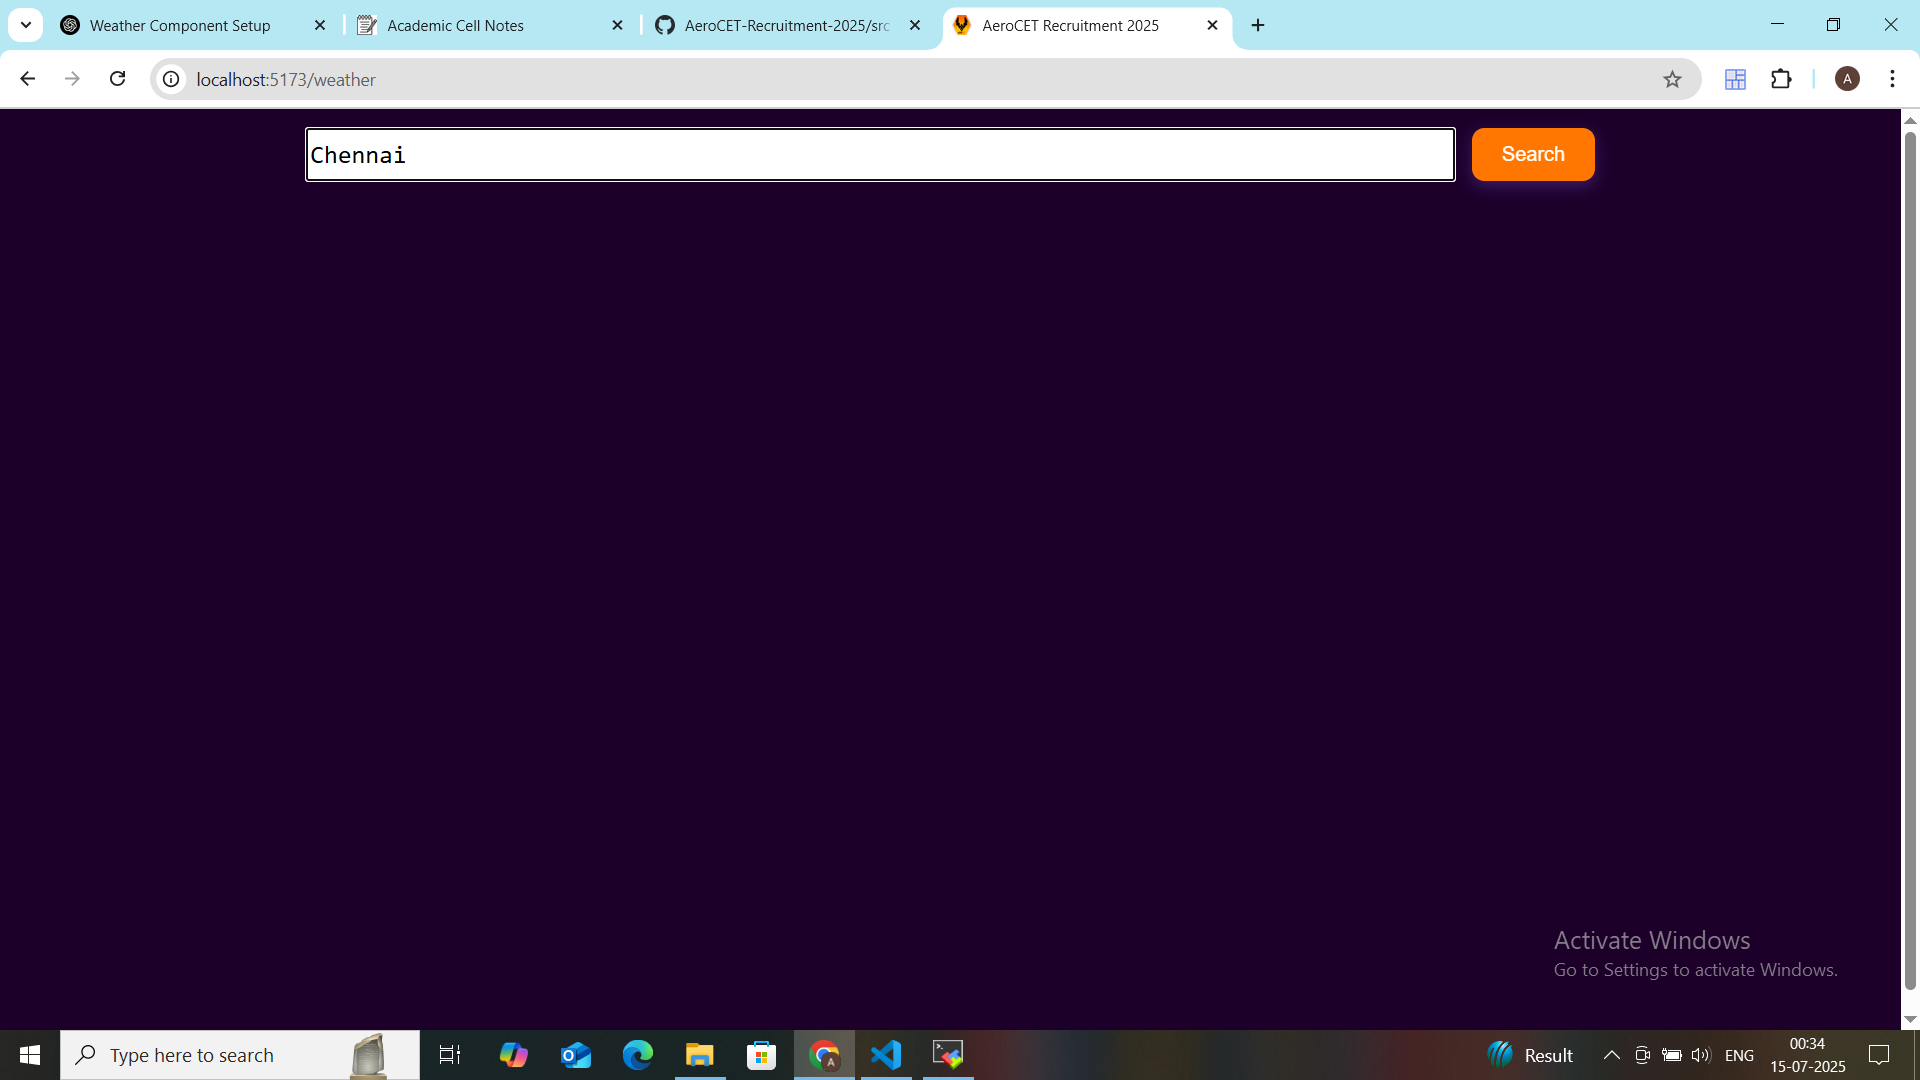 Weather Component Setup
Academic Cell Notes
AeroCET-Recruitment-2025/src
AeroCET Recruitment 2025
localhost:5173/weather
A
Chennai
Search
Activate Windows
Go to Settings to activate Windows.
Type here to search
A
Result
ENG
00:34
15-07-2025